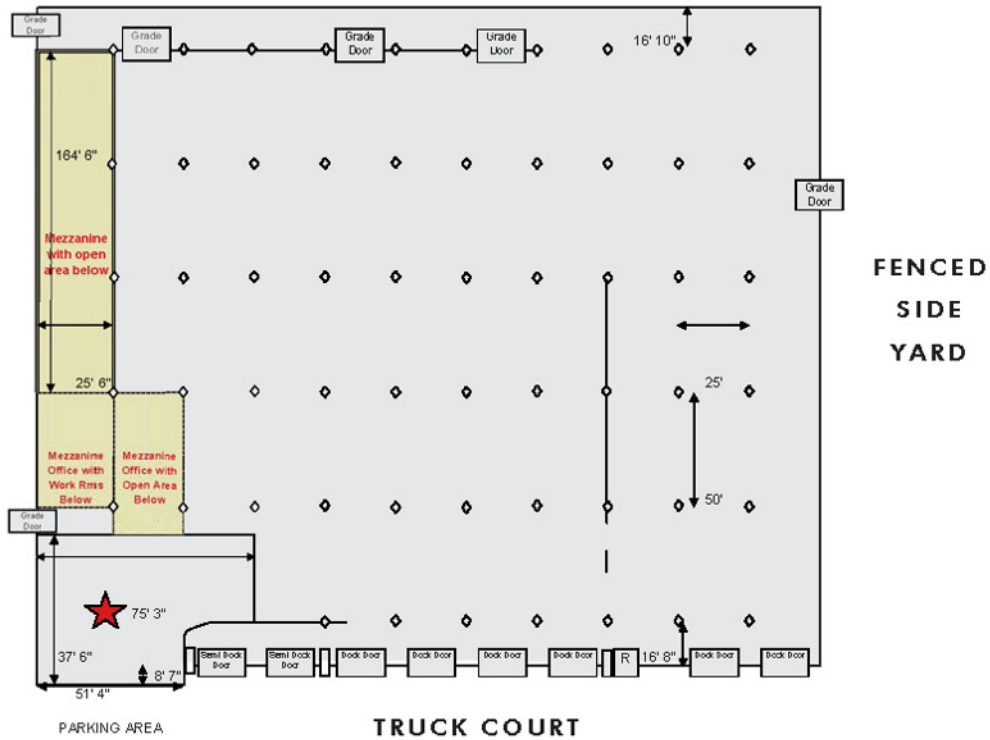 Grade
Door
Grade
Door
Grade
Door
Grade
Door
16' 10"
164' 6"
Grade
Door
Mezzanine
with open
area below
FENCED
SIDE
YARD
25' 6"
25'
Mezzanine
Office with
Work Rms
Below
Mezzanine
Office with
Open Area
Below
50'
Grade
Door
75' 3"
37' 6"
8' 7"
51' 4"
Semi Dock
Door
Semi Dock
Door
Dock Door
Dock Door
Dock Door
Dock Door
R
16' 8"
Dock Door
Dock Door
PARKING AREA
TRUCK COURT